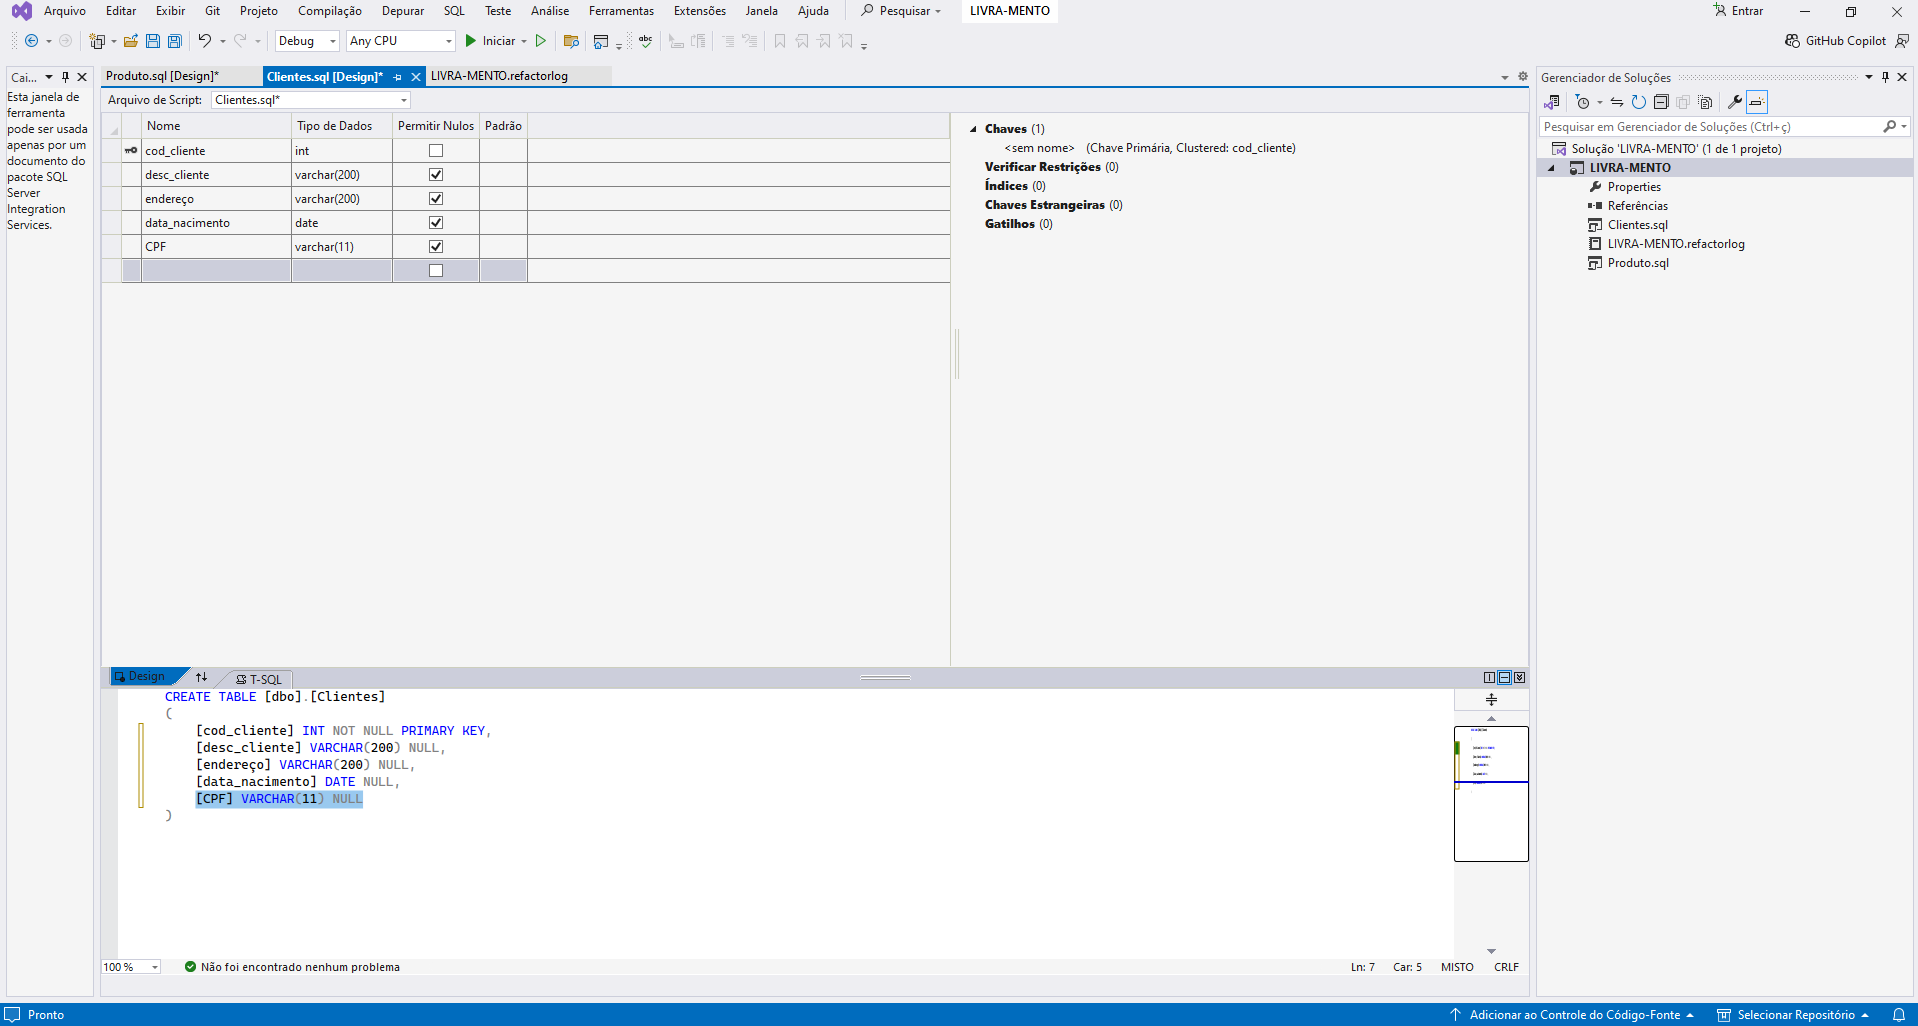 Arquivo Editar Exibir Git Projeto Compilação Depurar SQL Teste Análise Ferramentas Extensões Janela Ajuda Pesquisar LIVRA-MENTO Entrar
Debug Any CPU Iniciar abc GitHub Copilot
Cai...
Esta janela de
ferramenta
pode ser usada
apenas por um
documento do
pacote SQL
Server
Integration
Services.
Produto.sql [Design]* Clientes.sql [Design]* LIVRA-MENTO.refactorlog
Arquivo de Script: Clientes.sql*
Nome Tipo de Dados Permitir Nulos Padrão
cod_cliente int
desc_cliente varchar(200)
endereço varchar(200)
data_nacimento date
CPF varchar(11)
Chaves (1)
<sem nome> (Chave Primária, Clustered: cod_cliente)
Verificar Restrições (0)
Índices (0)
Chaves Estrangeiras (0)
Gatilhos (0)
Design T-SQL
CREATE TABLE [dbo].[Clientes]
(
[cod_cliente] INT NOT NULL PRIMARY KEY,
[desc_cliente] VARCHAR(200) NULL,
[endereço] VARCHAR(200) NULL,
[data_nacimento] DATE NULL,
[CPF] VARCHAR(11) NULL
)
100 % Não foi encontrado nenhum problema Ln: 7 Car: 5 MISTO CRLF
Gerenciador de Soluções
Pesquisar em Gerenciador de Soluções (Ctrl+ç)
Solução 'LIVRA-MENTO' (1 de 1 projeto)
LIVRA-MENTO
Properties
Referências
Clientes.sql
LIVRA-MENTO.refactorlog
Produto.sql
Pronto Adicionar ao Controle do Código-Fonte Selecionar Repositório